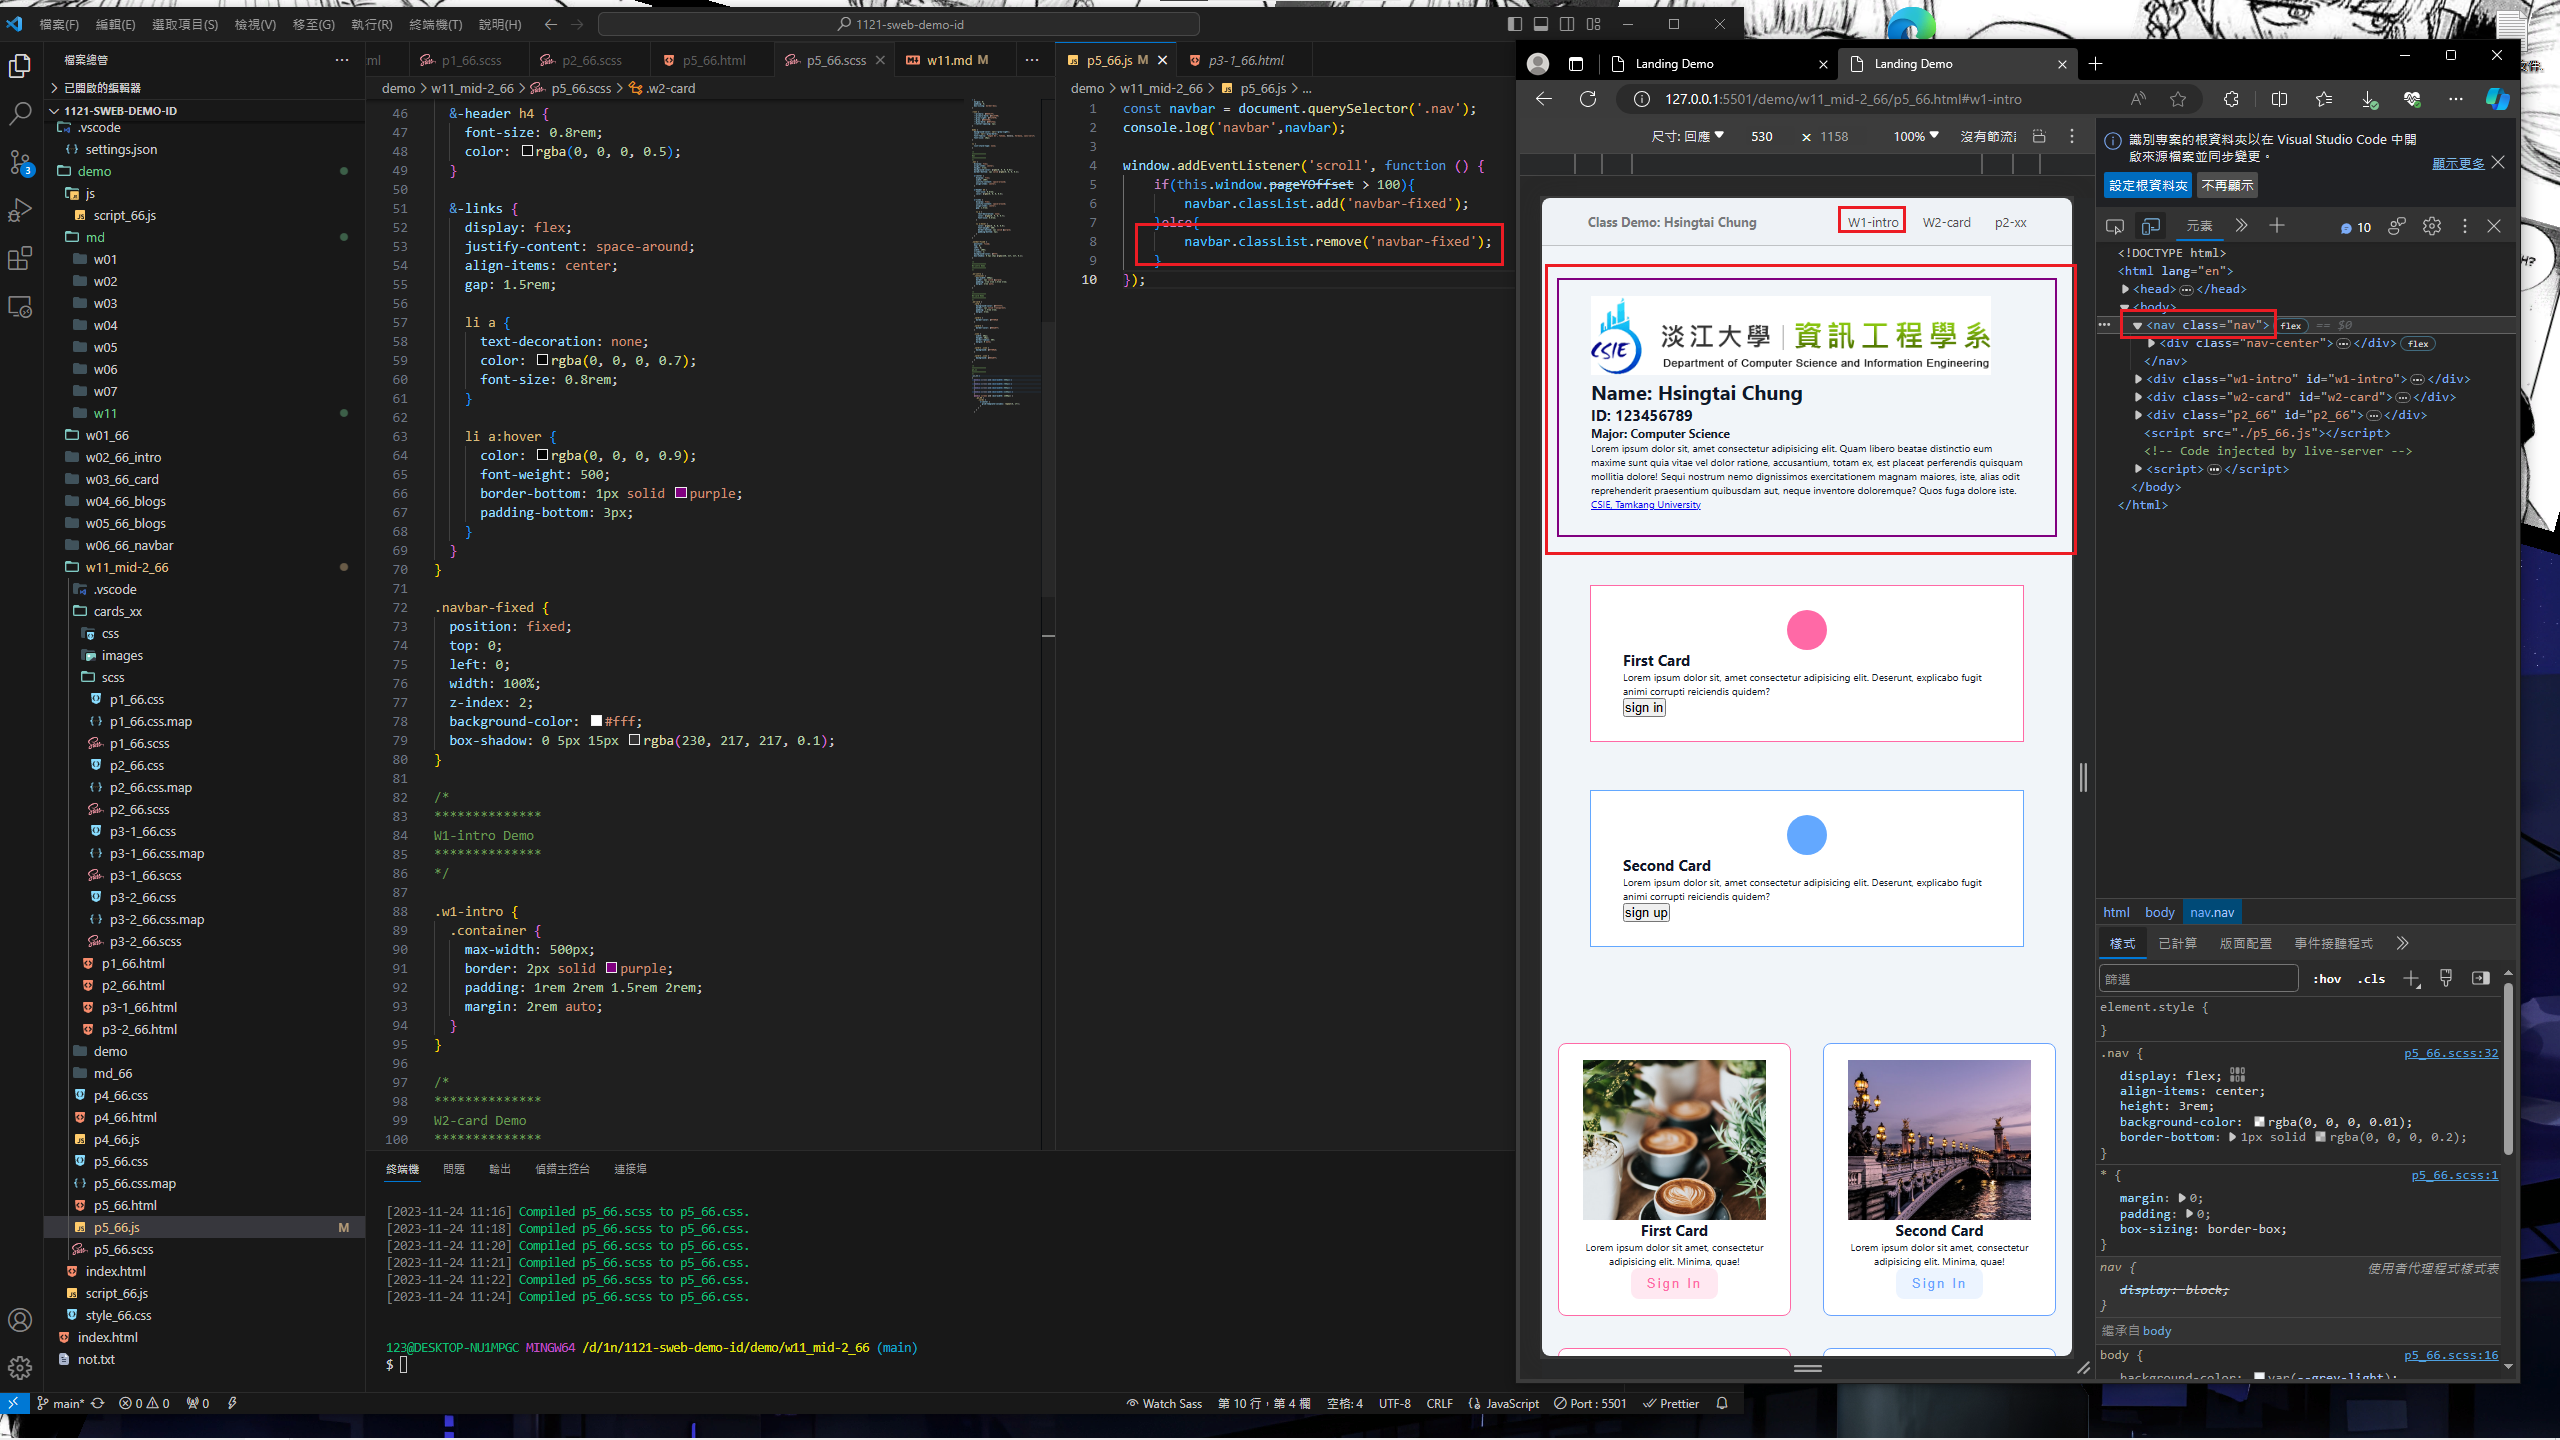 檔案(F) 編輯(E) 選取項目(S) 檢視(V) 移至(G) 執行(R) 終端機(T) 說明(H)
1121-sweb-demo-id
檔案總管
已開啟的編輯器
1121-SWEB-DEMO-ID
.vscode
settings.json
demo
js
script_66.js
md
w01
w02
w03
w04
w05
w06
w07
w11
w01_66
w02_66_intro
w03_66_card
w04_66_blogs
w05_66_blogs
w06_66_navbar
w11_mid-2_66
.vscode
cards_xx
css
images
scss
p1_66.css
p1_66.css.map
p1_66.scss
p2_66.css
p2_66.css.map
p2_66.scss
p3-1_66.css
p3-1_66.css.map
p3-1_66.scss
p3-2_66.css
p3-2_66.css.map
p3-2_66.scss
p1_66.html
p2_66.html
p3-1_66.html
p3-2_66.html
demo
md_66
p4_66.css
p4_66.html
p4_66.js
p5_66.css
p5_66.css.map
p5_66.html
p5_66.js M
p5_66.scss
index.html
script_66.js
style_66.css
index.html
not.txt
ml p1_66.scss p2_66.scss p5_66.html p5_66.scss w11.md M
demo > w11_mid-2_66 > p5_66.scss > .w2-card
46 &-header h4 {
47 font-size: 0.8rem;
48 color: rgba(0, 0, 0, 0.5);
49 }
50
51 &-links {
52 display: flex;
53 justify-content: space-around;
54 align-items: center;
55 gap: 1.5rem;
56
57 li a {
58 text-decoration: none;
59 color: rgba(0, 0, 0, 0.7);
60 font-size: 0.8rem;
61 }
62
63 li a:hover {
64 color: rgba(0, 0, 0, 0.9);
65 font-weight: 500;
66 border-bottom: 1px solid purple;
67 padding-bottom: 3px;
68 }
69 }
70 }
71
72 .navbar-fixed {
73 position: fixed;
74 top: 0;
75 left: 0;
76 width: 100%;
77 z-index: 2;
78 background-color: #fff;
79 box-shadow: 0 5px 15px rgba(230, 217, 217, 0.1);
80 }
81
82 /*
83 **************
84 W1-intro Demo
85 **************
86 */
87
88 .w1-intro {
89 .container {
90 max-width: 500px;
91 border: 2px solid purple;
92 padding: 1rem 2rem 1.5rem 2rem;
93 margin: 2rem auto;
94 }
95 }
96
97 /*
98 **************
99 W2-card Demo
100 **************
p5_66.js M p3-1_66.html
demo > w11_mid-2_66 > p5_66.js > ...
1 const navbar = document.querySelector('.nav');
2 console.log('navbar',navbar);
3
4 window.addEventListener('scroll', function () {
5 if(this.window.pageYOffset > 100){
6 navbar.classList.add('navbar-fixed');
7 }else{
8 navbar.classList.remove('navbar-fixed');
9 }
10 });
終端機 問題 輸出 偵錯主控台 連接埠
[2023-11-24 11:16] Compiled p5_66.scss to p5_66.css.
[2023-11-24 11:18] Compiled p5_66.scss to p5_66.css.
[2023-11-24 11:20] Compiled p5_66.scss to p5_66.css.
[2023-11-24 11:21] Compiled p5_66.scss to p5_66.css.
[2023-11-24 11:22] Compiled p5_66.scss to p5_66.css.
[2023-11-24 11:24] Compiled p5_66.scss to p5_66.css.
123@DESKTOP-NU1MPGC MINGW64 /d/1n/1121-sweb-demo-id/demo/w11_mid-2_66 (main)
$
main* 0 0 0 Watch Sass 第 10 行，第 4 欄 空格: 4 UTF-8 CRLF JavaScript Port : 5501 Prettier
Landing Demo Landing Demo
127.0.0.1:5501/demo/w11_mid-2_66/p5_66.html#w1-intro
尺寸: 回應 530 × 1158 100% 沒有節流
Class Demo: Hsingtai Chung W1-intro W2-card p2-xx
CSIE 淡江大學 | 資訊工程學系
Department of Computer Science and Information Engineering
Name: Hsingtai Chung
ID: 123456789
Major: Computer Science
Lorem ipsum dolor sit, amet consectetur adipisicing elit. Quam libero beatae distinctio eum
maxime sunt quia vitae vel dolor ratione, accusantium, totam ex, est placeat perferendis quisquam
mollitia dolore! Sequi nostrum nemo dignissimos exercitationem magnam maiores, iste, alias odit
reprehenderit praesentium quibusdam aut, neque inventore doloremque? Quos fuga dolore iste.
CSIE, Tamkang University
First Card
Lorem ipsum dolor sit, amet consectetur adipisicing elit. Deserunt, explicabo fugit
animi corrupti reiciendis quidem?
sign in
Second Card
Lorem ipsum dolor sit, amet consectetur adipisicing elit. Deserunt, explicabo fugit
animi corrupti reiciendis quidem?
sign up
First Card
Lorem ipsum dolor sit amet, consectetur
adipisicing elit. Minima, quae!
Sign In
Second Card
Lorem ipsum dolor sit amet, consectetur
adipisicing elit. Minima, quae!
Sign In
識別專案的根資料夾以在 Visual Studio Code 中開
啟來源檔案並同步變更。
顯示更多
設定根資料夾 不再顯示
元素 10
<!DOCTYPE html>
<html lang="en">
<head> </head>
<body>
<nav class="nav"> flex == $0
<div class="nav-center"> </div> flex
</nav>
<div class="w1-intro" id="w1-intro"> </div>
<div class="w2-card" id="w2-card"> </div>
<div class="p2_66" id="p2_66"> </div>
<script src="./p5_66.js"></script>
<!-- Code injected by live-server -->
<script> </script>
</body>
</html>
html body nav.nav
樣式 已計算 版面配置 事件接聽程式
篩選 :hov .cls
element.style {
}
.nav { p5_66.scss:32
display: flex;
align-items: center;
height: 3rem;
background-color: rgba(0, 0, 0, 0.01);
border-bottom: 1px solid rgba(0, 0, 0, 0.2);
}
* { p5_66.scss:1
margin: 0;
padding: 0;
box-sizing: border-box;
}
nav { 使用者代理程式樣式表
display: block;
}
繼承自 body
body { p5_66.scss:16
background-color: var(--grey-light);